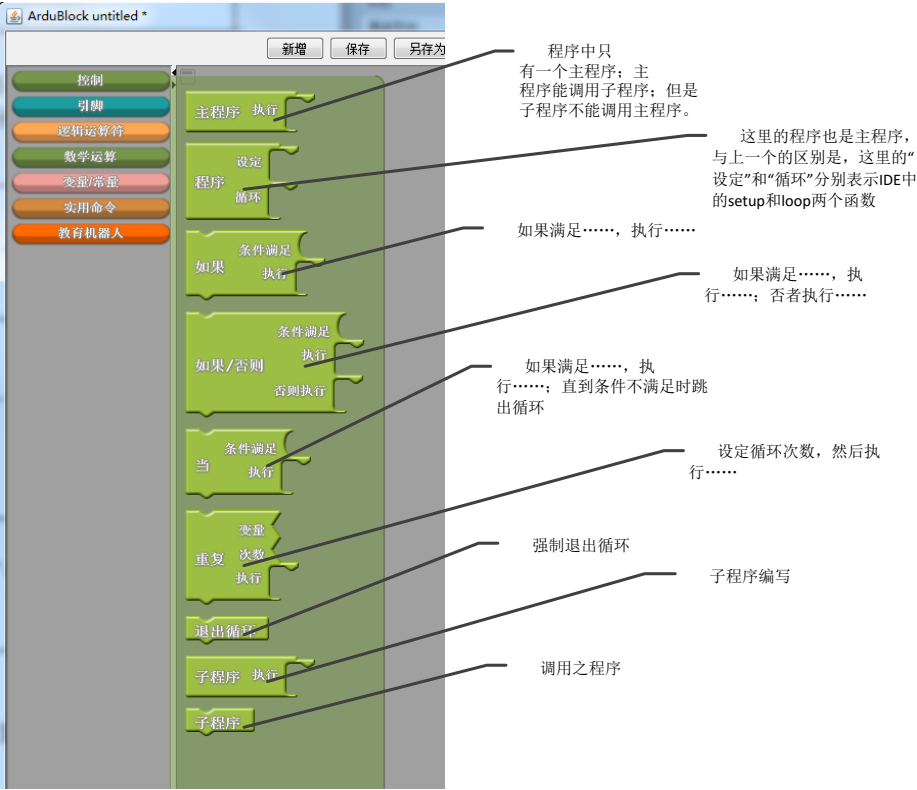 ArduBlock untitled *
新增
保存
另存为
控制
引脚
逻辑运算符
数学运算
变量/常量
实用命令
教育机器人
主程序 执行
设定
程序
循环
条件满足
如果
执行
条件满足
执行
如果/否则
否则执行
条件满足
当
执行
变量
重复 次数
执行
退出循环
子程序 执行
子程序
程序中只
有一个主程序；主
程序能调用子程序；但是
子程序不能调用主程序。
这里的程序也是主程序，
与上一个的区别是，这里的“
设定”和“循环”分别表示IDE中
的setup和loop两个函数
如果满足……，执行……
如果满足……，执
行……；否者执行……
如果满足……，执
行……；直到条件不满足时跳
出循环
设定循环次数，然后执
行……
强制退出循环
子程序编写
调用之程序